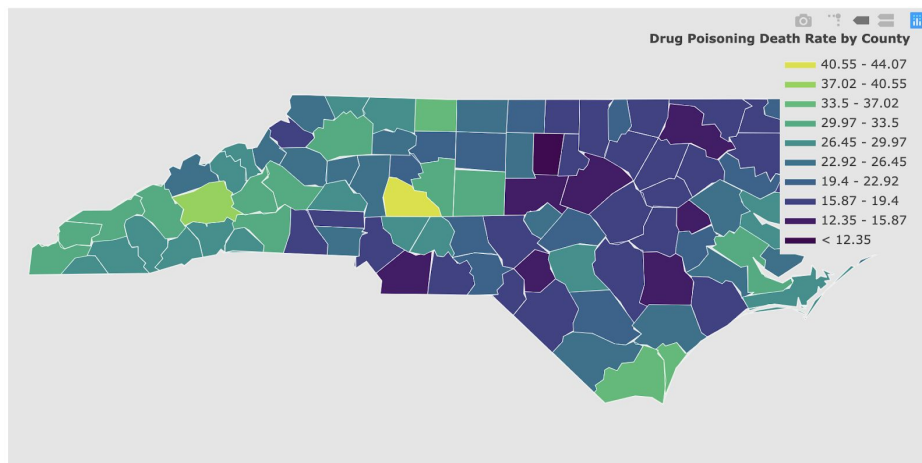 Drug Poisoning Death Rate by County
40.55 - 44.07
37.02 - 40.55
33.5 - 37.02
29.97 - 33.5
26.45 - 29.97
22.92 - 26.45
19.4 - 22.92
15.87 - 19.4
12.35 - 15.87
< 12.35